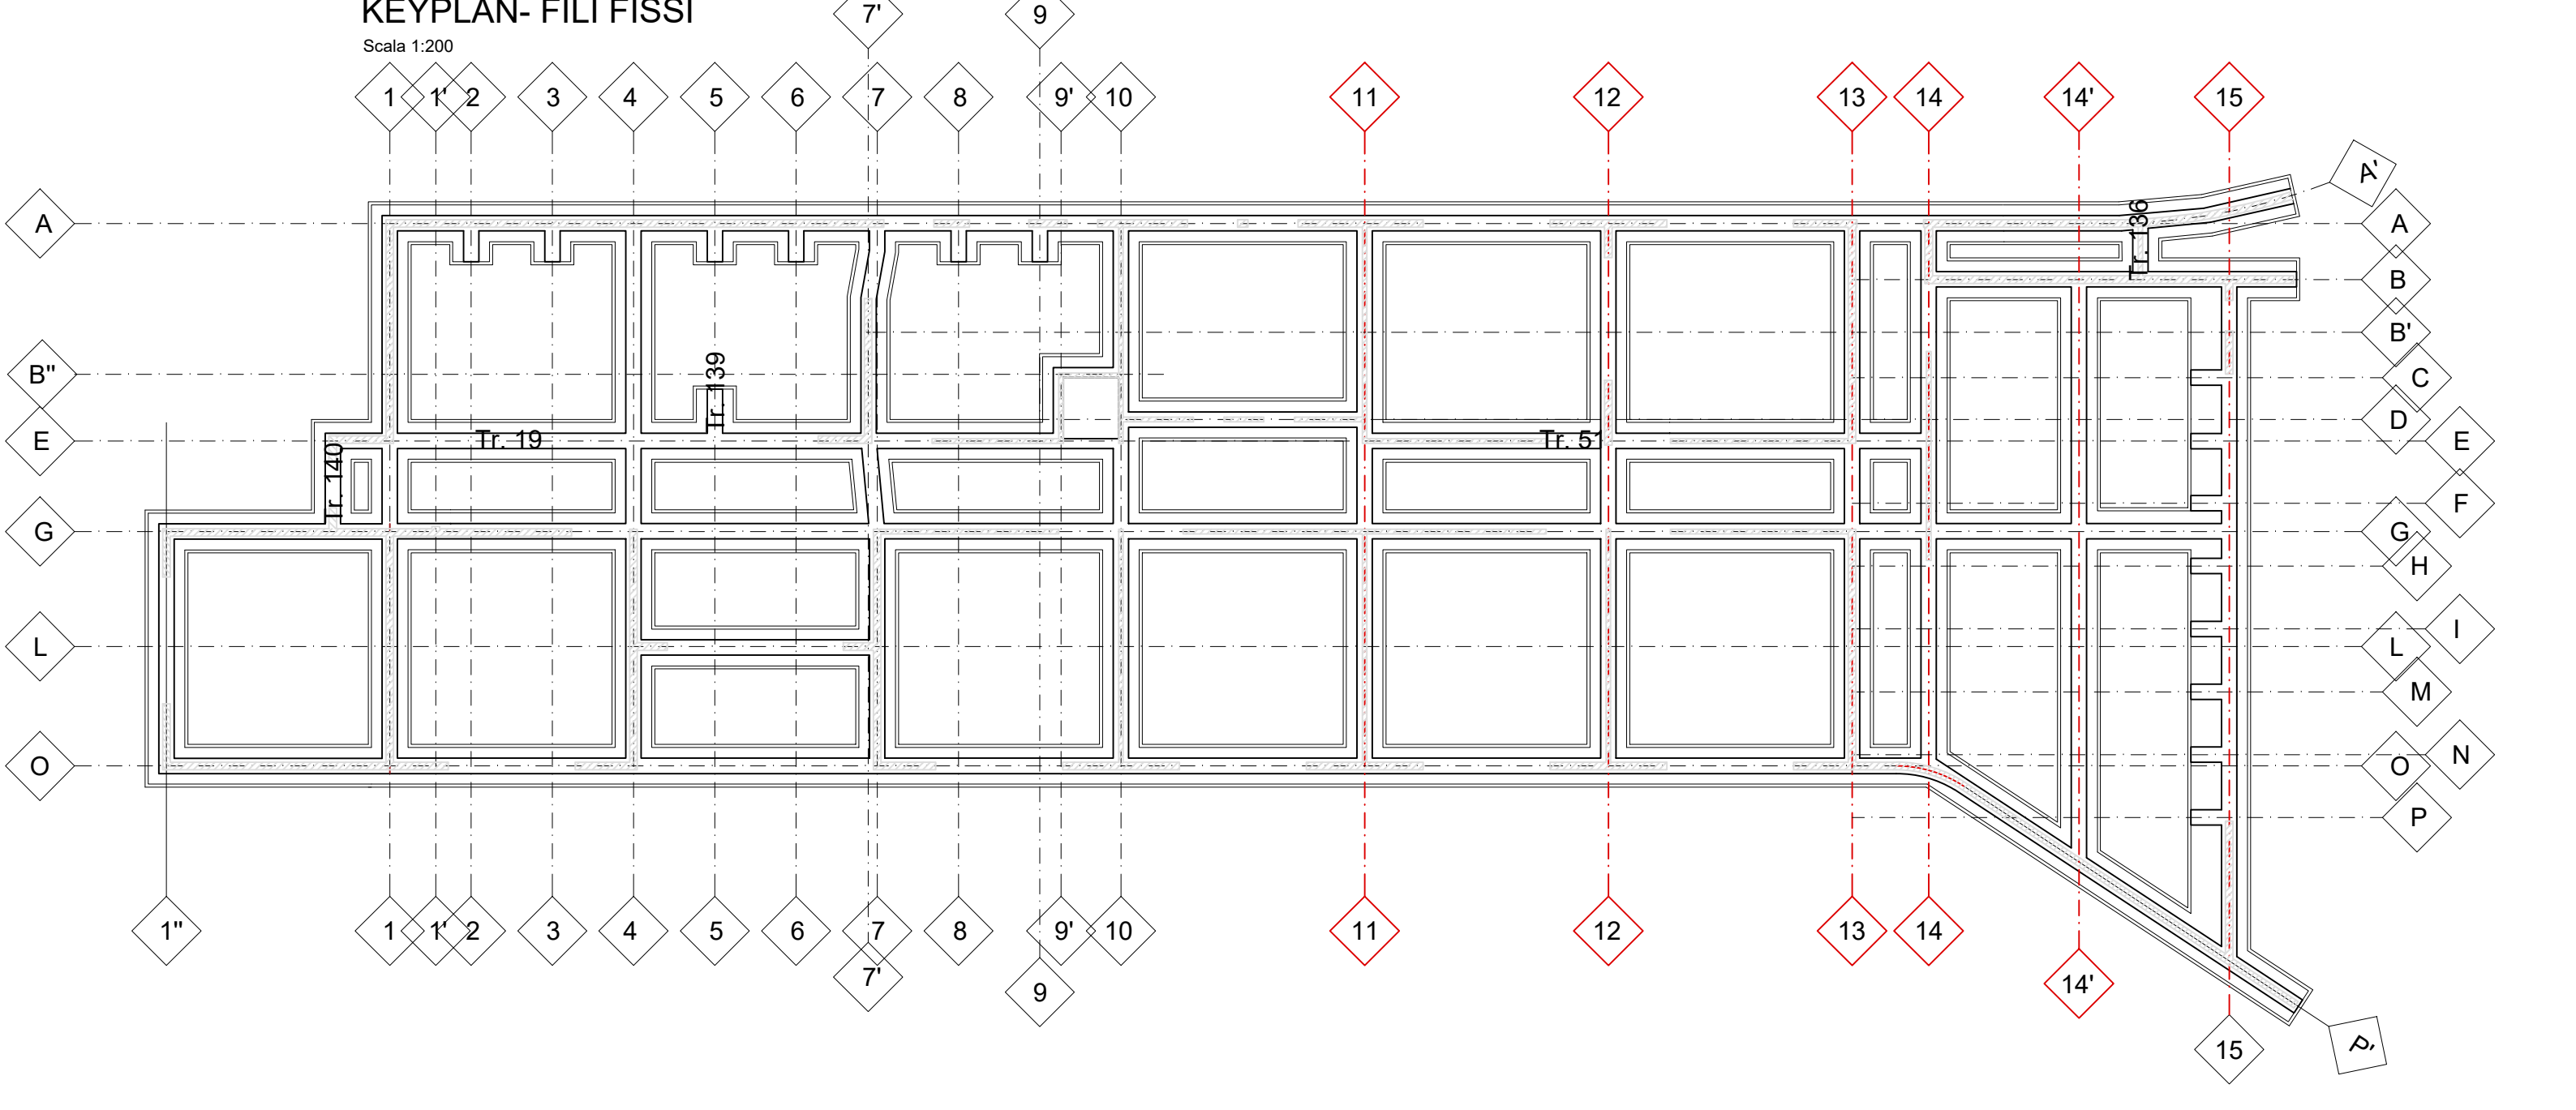 KEYPLAN- FILI FISSI
Scala 1:200
7' 9
1 1' 2 3 4 5 6 7 8 9' 10 11 12 13 14 14' 15
A'
A A
Tr. 136
B
B'
B'' C
Tr. 139
D
E Tr. 19 Tr. 51 E
Tr. 140
F
G G
H
I
L L
M
N
O O
P
1'' 1 1' 2 3 4 5 6 7 8 9' 10 11 12 13 14
7' 9 14'
15 P'